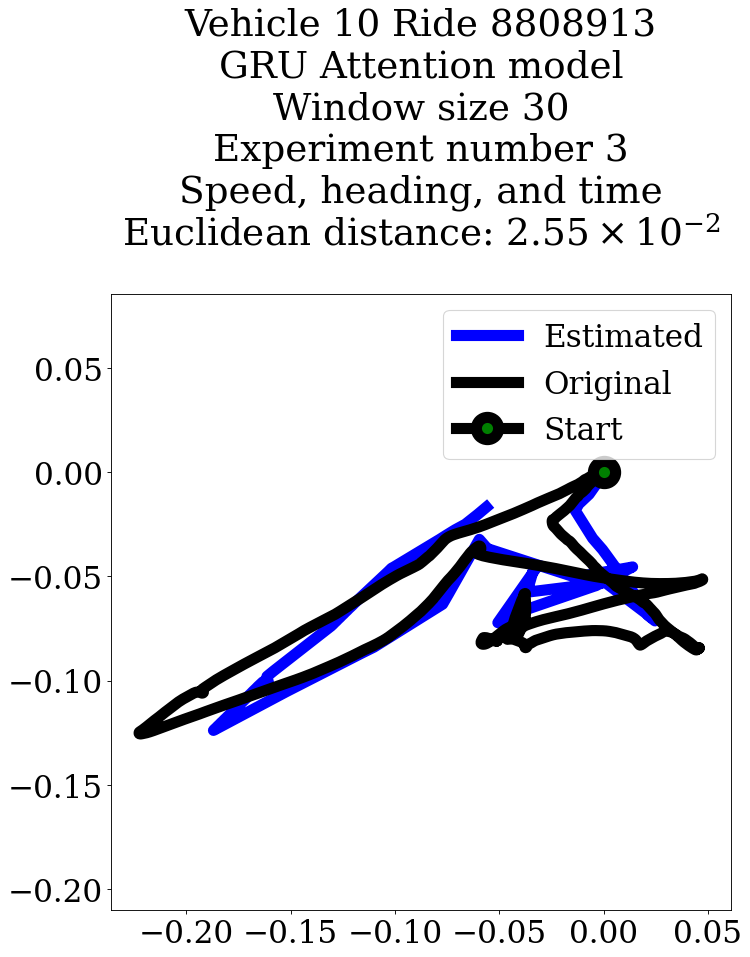 Vehicle 10 Ride 8808913
GRU Attention model
Window size 30
Experiment number 3
Speed, heading, and time
Euclidean distance: 2.55 × 10⁻²
Estimated
Original
Start
0.05
0.00
−0.05
−0.10
−0.15
−0.20
−0.20 −0.15 −0.10 −0.05 0.00 0.05